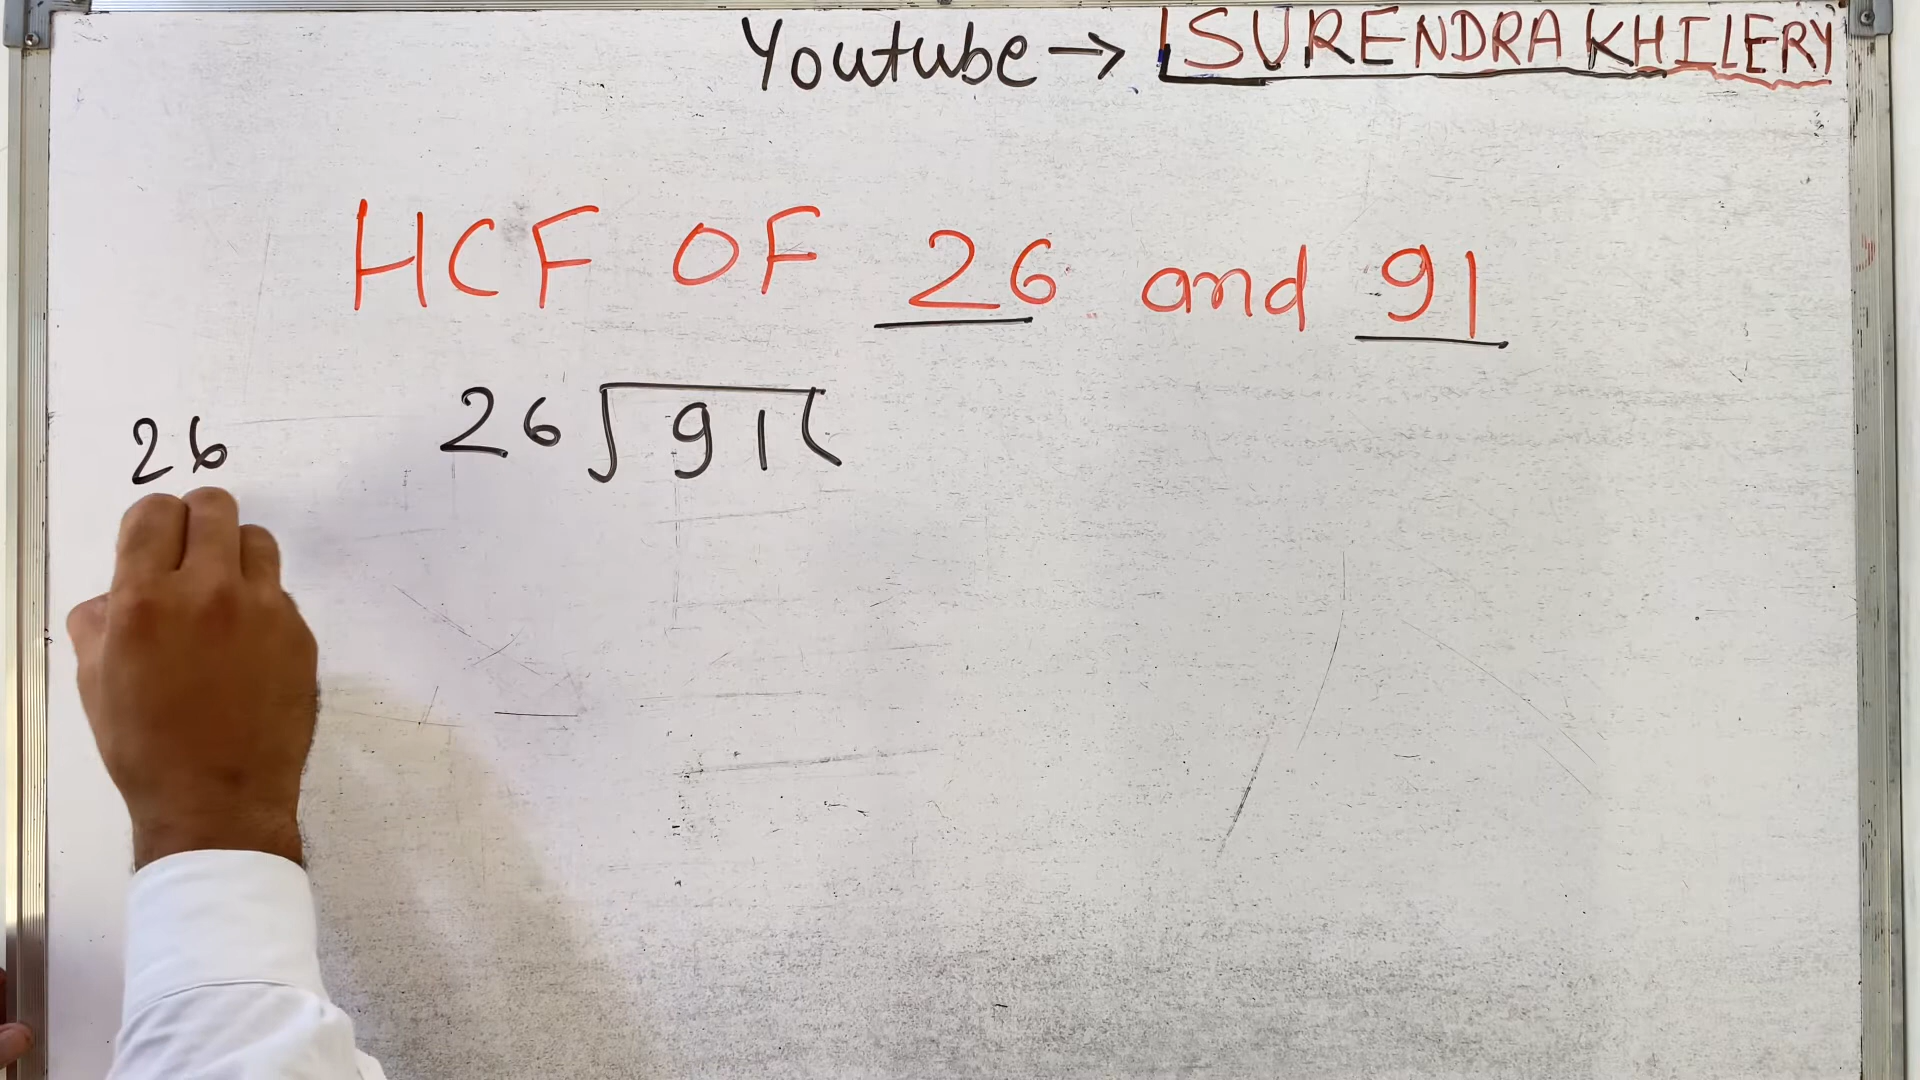 Youtube → SURENDRA KHILERY
HCF OF 26 and 91
26 91
26